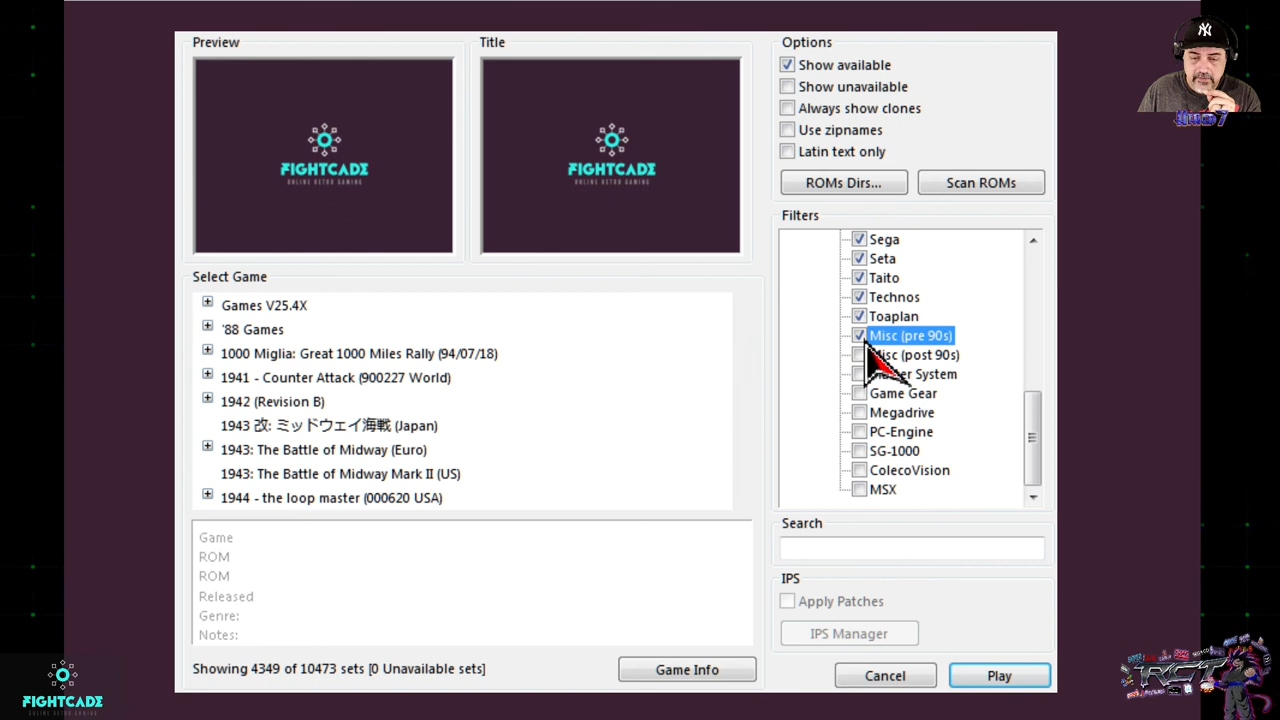 Preview
Title
Options
FIGHTCADE
ONLINE RETRO GAMING
FIGHTCADE
ONLINE RETRO GAMING
Show available
Show unavailable
Always show clones
Use zipnames
Latin text only
ROMs Dirs...
Scan ROMs
Filters
Sega
Seta
Taito
Technos
Toaplan
Misc (pre 90s)
isc (post 90s)
er System
Game Gear
Megadrive
PC-Engine
SG-1000
ColecoVision
MSX
Select Game
Games V25.4X
'88 Games
1000 Miglia: Great 1000 Miles Rally (94/07/18)
1941 - Counter Attack (900227 World)
1942 (Revision B)
1943 改: ミッドウェイ海戦 (Japan)
1943: The Battle of Midway (Euro)
1943: The Battle of Midway Mark II (US)
1944 - the loop master (000620 USA)
Game
ROM
ROM
Released
Genre:
Notes:
Showing 4349 of 10473 sets [0 Unavailable sets]
Game Info
Search
IPS
Apply Patches
IPS Manager
Cancel
Play
FIGHTCADE
RCT